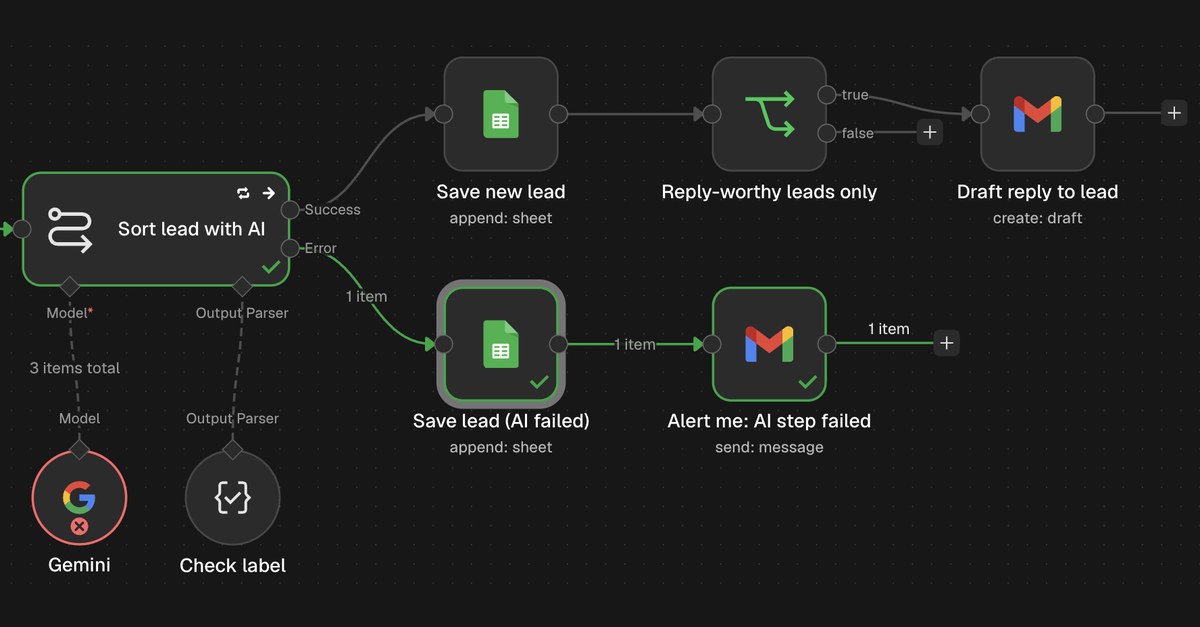 true
false
Save new lead
append: sheet
Reply-worthy leads only
Draft reply to lead
create: draft
Sort lead with AI
Success
Error
Model*
Output Parser
1 item
1 item
1 item
3 items total
Model
Output Parser
Save lead (AI failed)
append: sheet
Alert me: AI step failed
send: message
Gemini
Check label